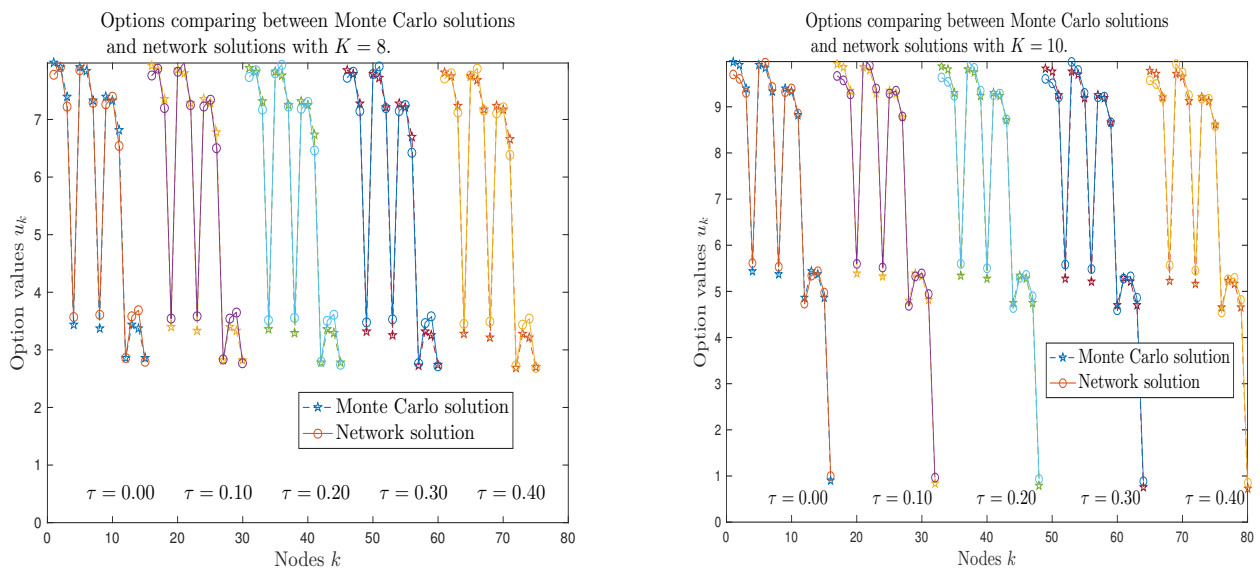 Options comparing between Monte Carlo solutions
and network solutions with K = 8.
7
6
5
4
3
2
1
0
Option values u_k
Monte Carlo solution
Network solution
τ = 0.00
τ = 0.10
τ = 0.20
τ = 0.30
τ = 0.40
0 10 20 30 40 50 60 70 80
Nodes k
Options comparing between Monte Carlo solutions
and network solutions with K = 10.
9
8
7
6
5
4
3
2
1
0
Option values u_k
Monte Carlo solution
Network solution
τ = 0.00
τ = 0.10
τ = 0.20
τ = 0.30
τ = 0.40
0 10 20 30 40 50 60 70 80
Nodes k